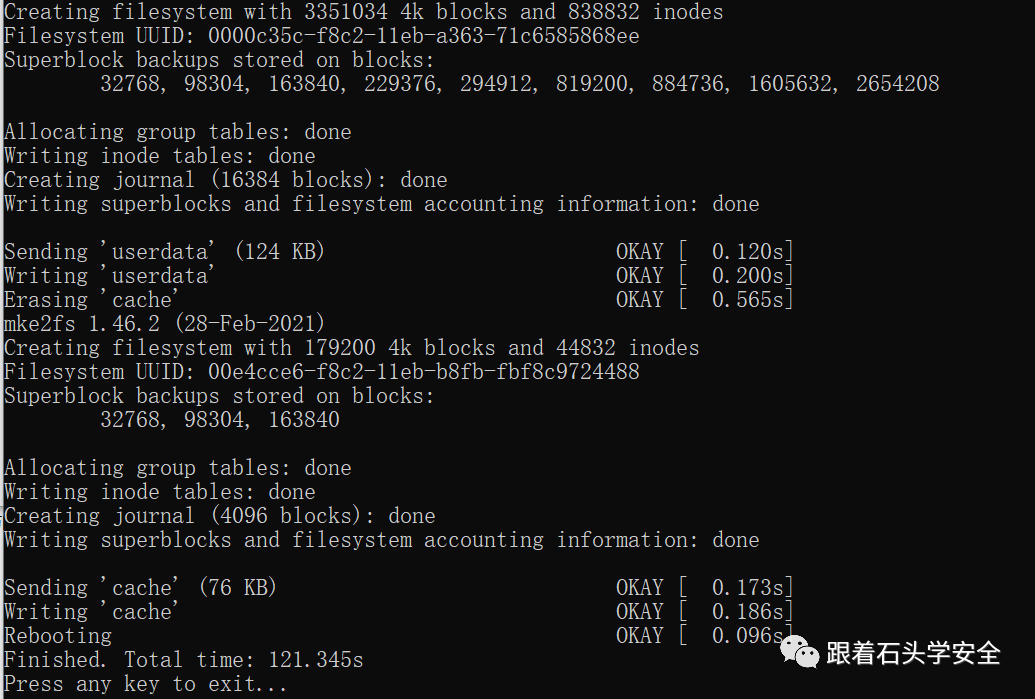 Creating filesystem with 3351034 4k blocks and 838832 inodes
Filesystem UUID: 0000c35c-f8c2-11eb-a363-71c6585868ee
Superblock backups stored on blocks:
        32768, 98304, 163840, 229376, 294912, 819200, 884736, 1605632, 2654208

Allocating group tables: done
Writing inode tables: done
Creating journal (16384 blocks): done
Writing superblocks and filesystem accounting information: done

Sending 'userdata' (124 KB)                        OKAY [  0.120s]
Writing 'userdata'                                 OKAY [  0.200s]
Erasing 'cache'                                    OKAY [  0.565s]
mke2fs 1.46.2 (28-Feb-2021)
Creating filesystem with 179200 4k blocks and 44832 inodes
Filesystem UUID: 00e4cce6-f8c2-11eb-b8fb-fbf8c9724488
Superblock backups stored on blocks:
        32768, 98304, 163840

Allocating group tables: done
Writing inode tables: done
Creating journal (4096 blocks): done
Writing superblocks and filesystem accounting information: done

Sending 'cache' (76 KB)                            OKAY [  0.173s]
Writing 'cache'                                    OKAY [  0.186s]
Rebooting                                          OKAY [  0.096s]
Finished. Total time: 121.345s
Press any key to exit...
跟着石头学安全